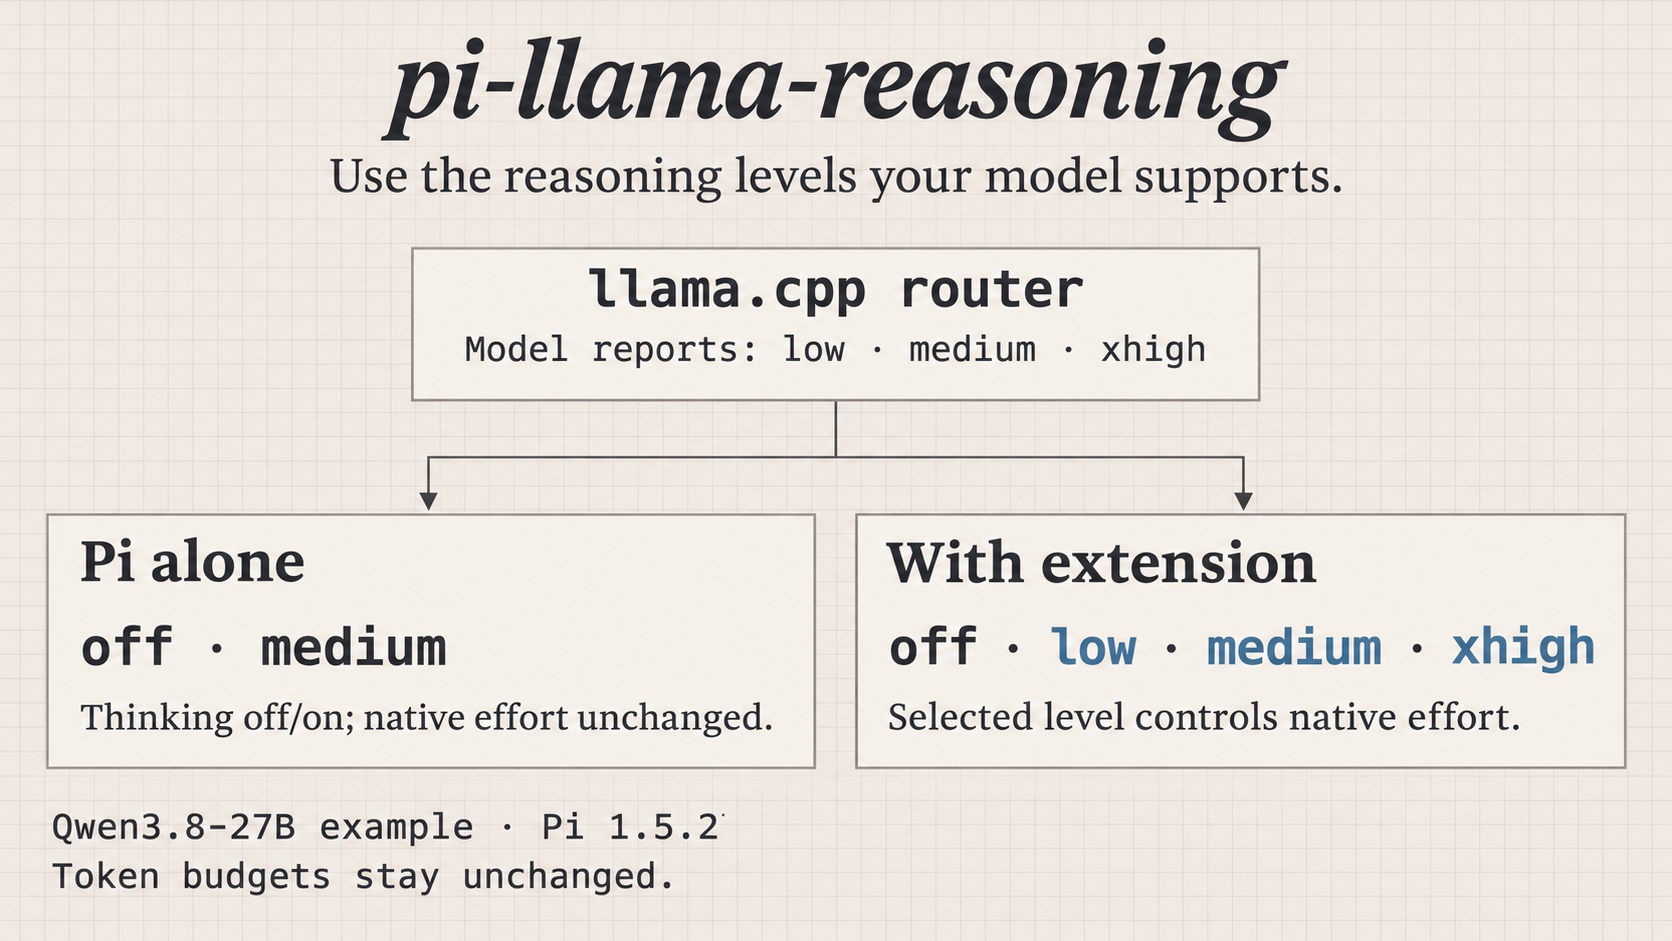 pi-llama-reasoning
Use the reasoning levels your model supports.
llama.cpp router
Model reports: low · medium · xhigh
Pi alone
off · medium
Thinking off/on; native effort unchanged.
With extension
off · low · medium · xhigh
Selected level controls native effort.
Qwen3.8-27B example · Pi 1.5.2
Token budgets stay unchanged.